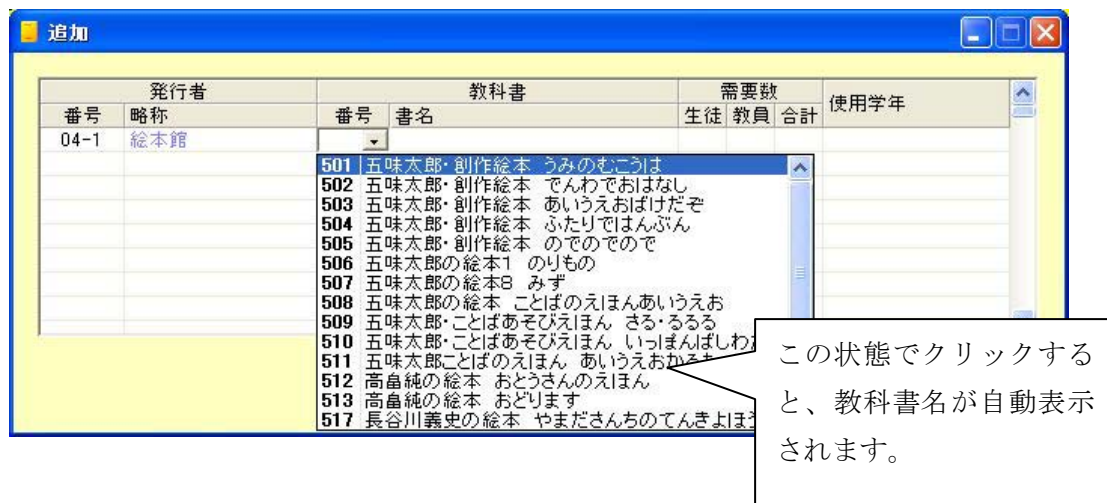 追加
発行者 教科書 需要数 使用学年
番号 略称 番号 書名 生徒 教員 合計
04-1 絵本館
501 五味太郎・創作絵本 うみのむこうは
502 五味太郎・創作絵本 でんわでおはなし
503 五味太郎・創作絵本 あいうえおばけだぞ
504 五味太郎・創作絵本 ふたりではんぶん
505 五味太郎・創作絵本 のでのでので
506 五味太郎の絵本1 のりもの
507 五味太郎の絵本8 みず
508 五味太郎の絵本 ことばのえほんあいうえお
509 五味太郎・ことばあそびえほん さる・るるる
510 五味太郎・ことばあそびえほん いっぽんばしわ
511 五味太郎ことばのえほん あいうえお
512 高畠純の絵本 おとうさんのえほん
513 高畠純の絵本 おどります
517 長谷川義史の絵本 やまださんちのてんきよほう
この状態でクリックする
と、教科書名が自動表示
されます。